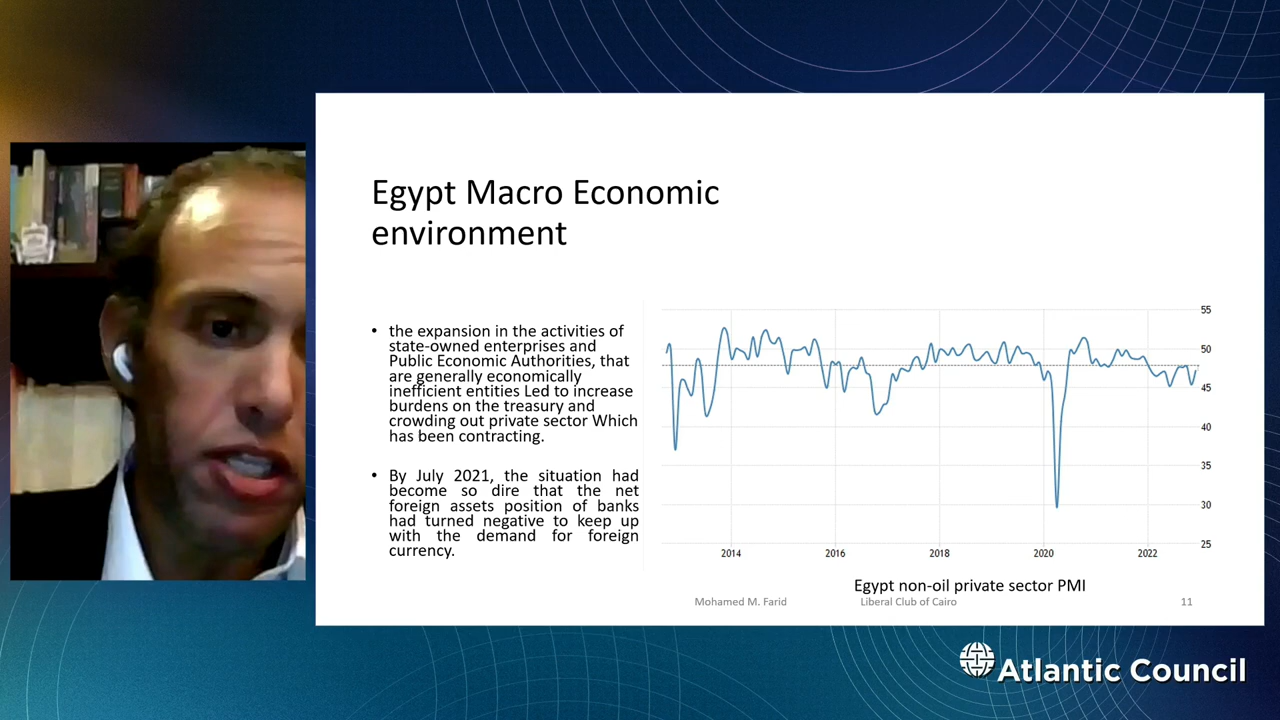 Egypt Macro Economic
environment
• the expansion in the activities of
state-owned enterprises and
Public Economic Authorities, that
are generally economically
inefficient entities Led to increase
burdens on the treasury and
crowding out private sector Which
has been contracting.
• By July 2021, the situation had
become so dire that the net
foreign assets position of banks
had turned negative to keep up
with the demand for foreign
currency.
55
50
45
40
35
30
25
2014 2016 2018 2020 2022
Egypt non-oil private sector PMI
Mohamed M. Farid Liberal Club of Cairo 11
Atlantic Council